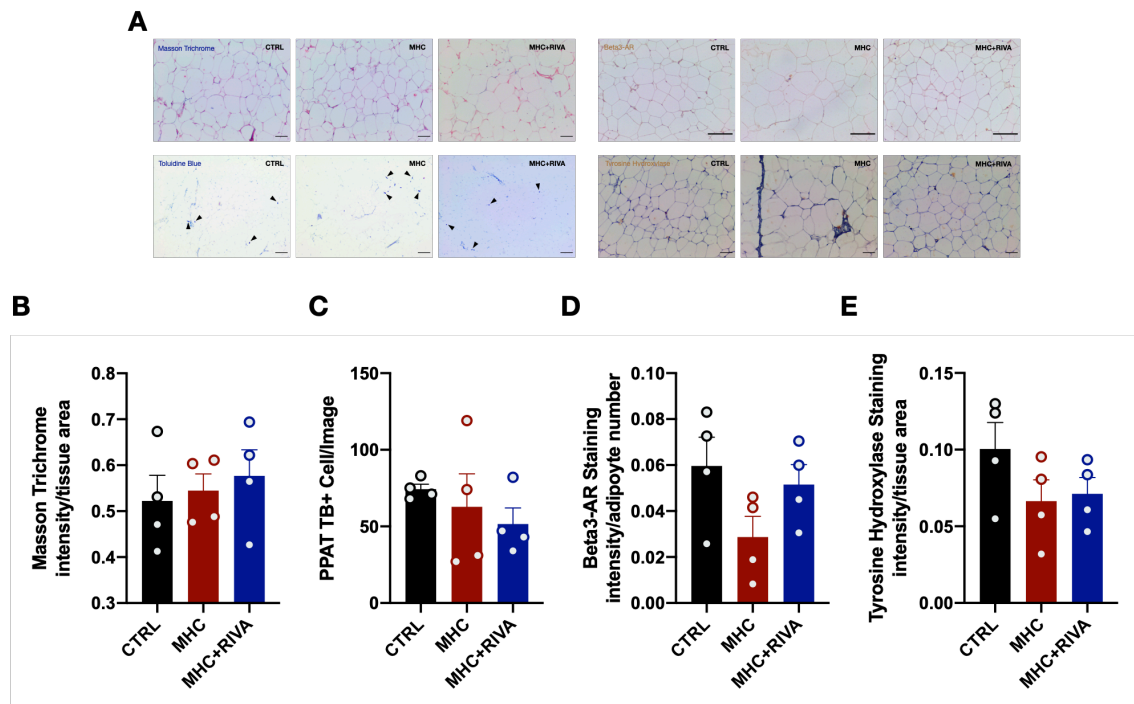 A
Masson Trichrome CTRL MHC MHC+RIVA
Beta3-AR CTRL MHC MHC+RIVA
Toluidine Blue CTRL MHC MHC+RIVA
Tyrosine Hydroxylase CTRL MHC MHC+RIVA
B
Masson Trichrome
intensity/tissue area
0.8
0.7
0.6
0.5
0.4
0.3
CTRL
MHC
MHC+RIVA
C
PPAT TB+ Cell/Image
150
100
50
0
CTRL
MHC
MHC+RIVA
D
Beta3-AR Staining
intensity/adipocyte number
0.10
0.08
0.06
0.04
0.02
0.00
CTRL
MHC
MHC+RIVA
E
Tyrosine Hydroxylase Staining
intensity/tissue area
0.15
0.10
0.05
0.00
CTRL
MHC
MHC+RIVA